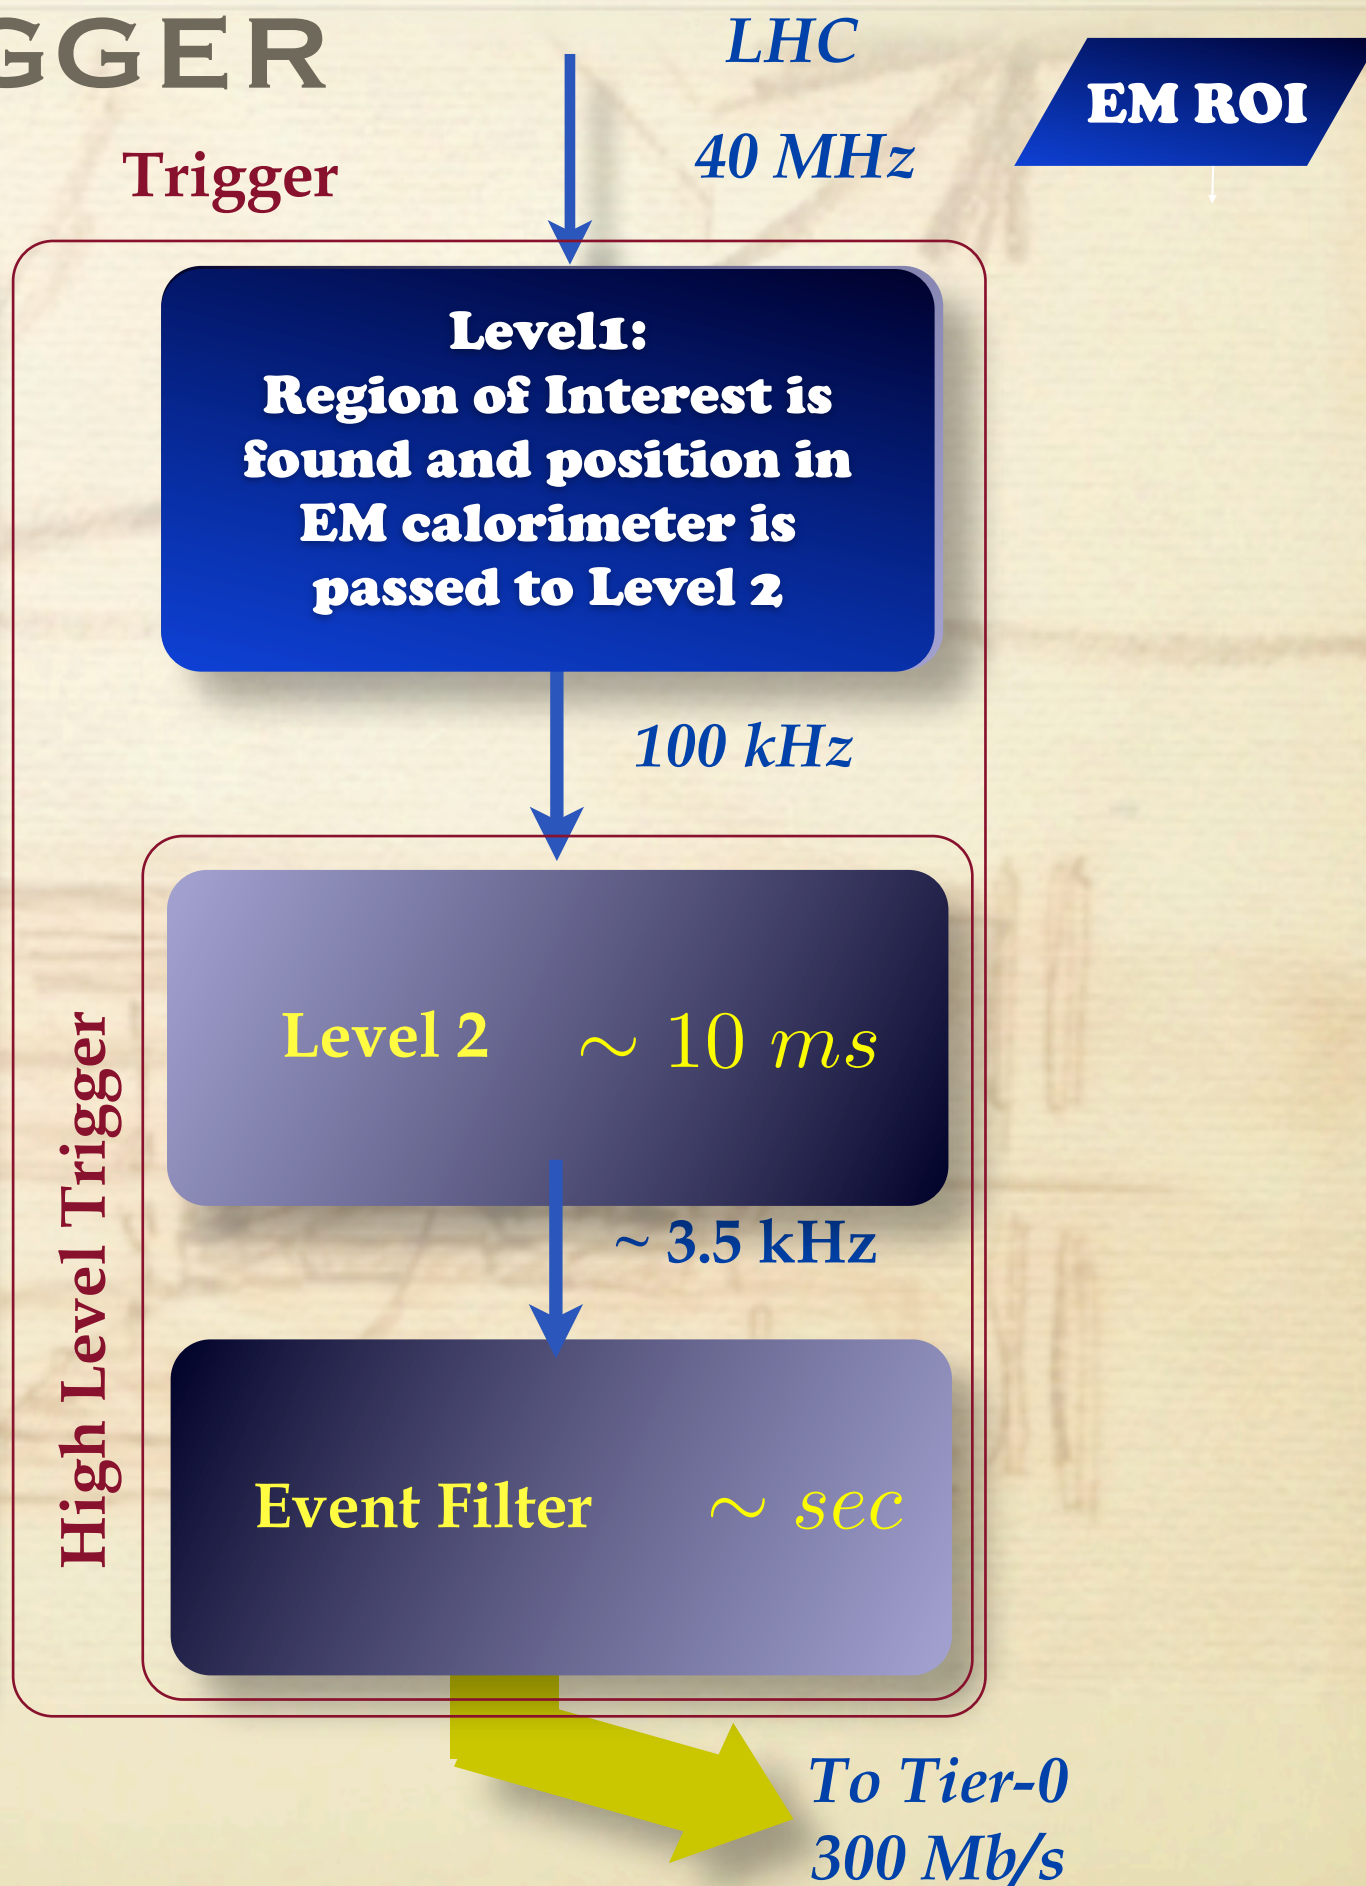 GGER
LHC
40 MHz
EM ROI
Trigger
Level1:
Region of Interest is
found and position in
EM calorimeter is
passed to Level 2
100 kHz
High Level Trigger
Level 2 ~ 10 ms
~ 3.5 kHz
Event Filter ~ sec
To Tier-0
300 Mb/s